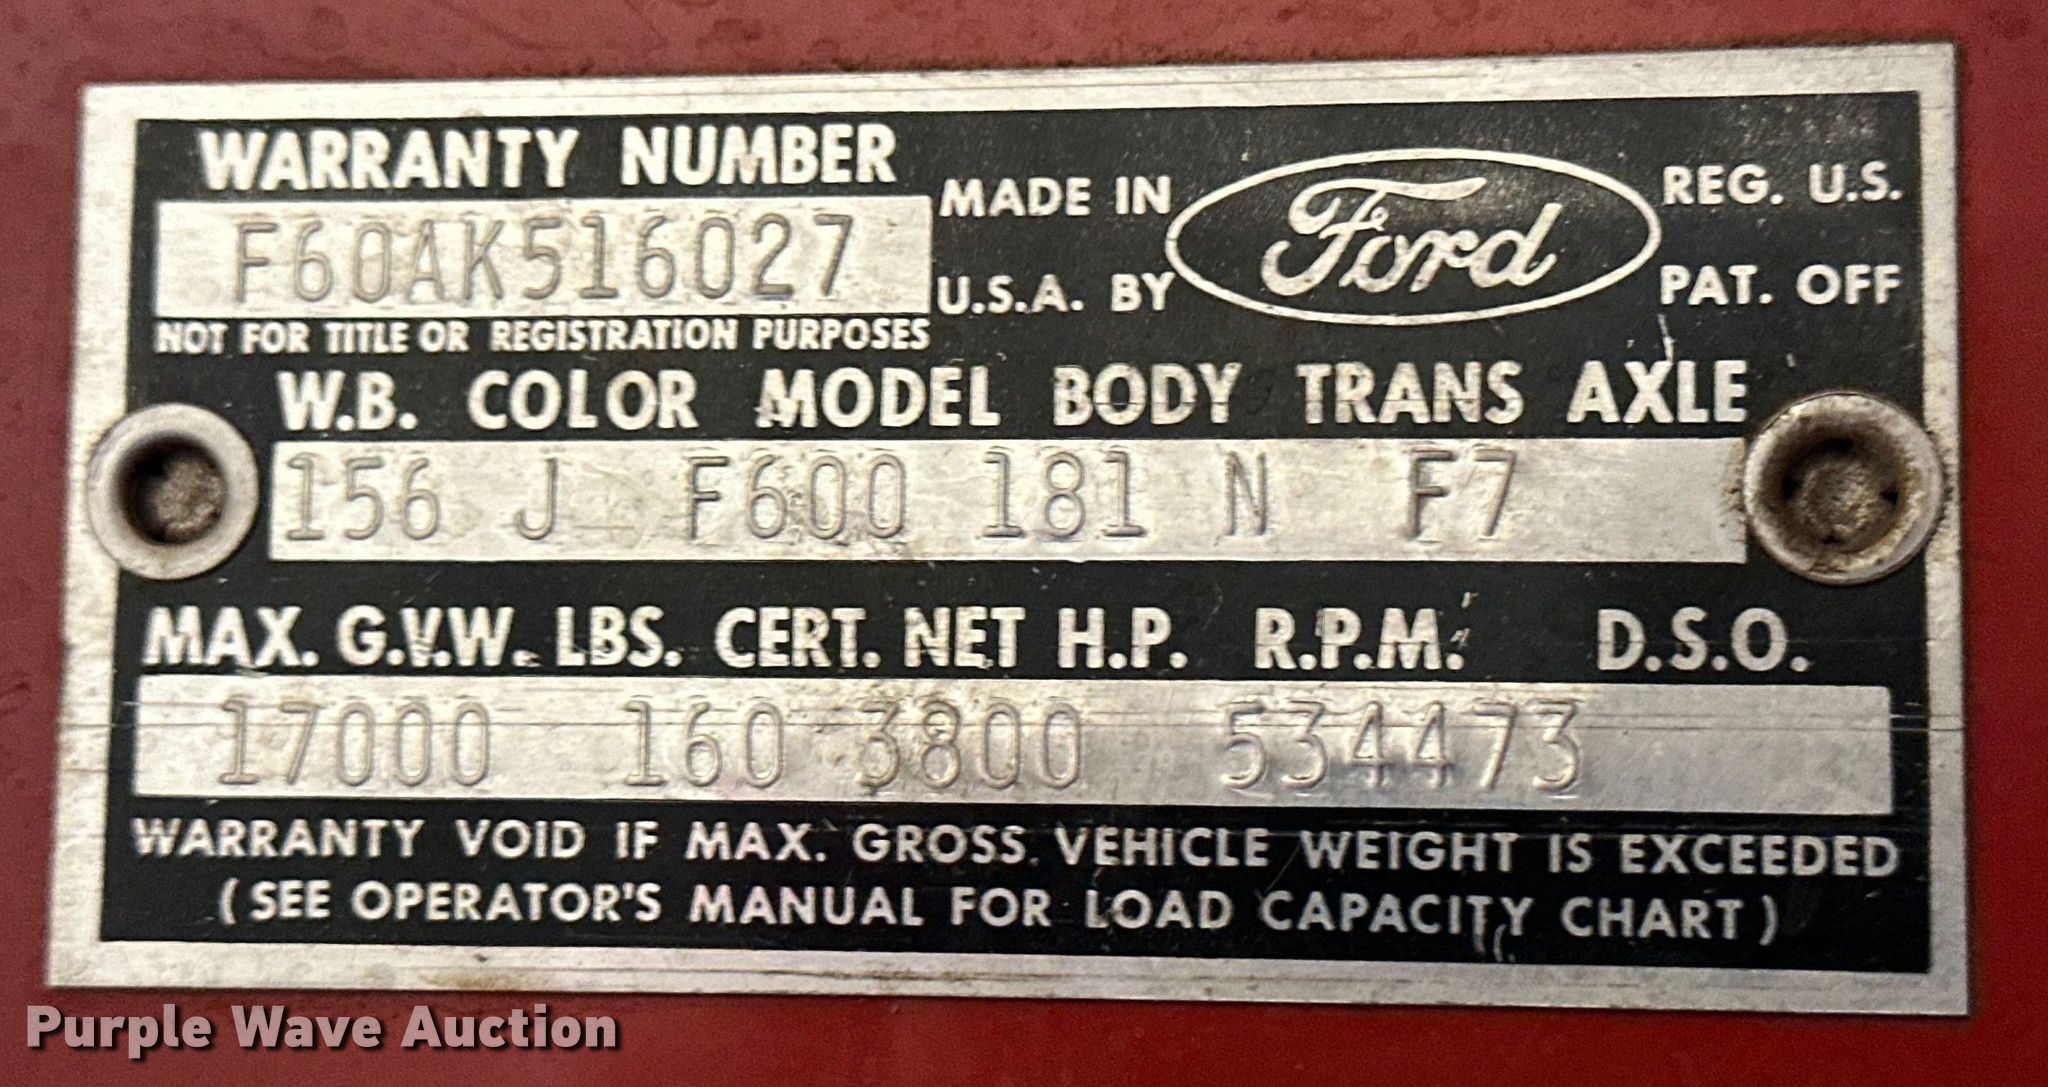 WARRANTY NUMBER
F60AK516027
MADE IN Ford REG. U.S.
U.S.A. BY PAT. OFF
NOT FOR TITLE OR REGISTRATION PURPOSES
W.B. COLOR MODEL BODY TRANS AXLE
156 J F600 181 N F7
MAX. G.V.W. LBS. CERT. NET H.P. R.P.M. D.S.O.
17000 160 3800 534473
WARRANTY VOID IF MAX. GROSS VEHICLE WEIGHT IS EXCEEDED
(SEE OPERATOR'S MANUAL FOR LOAD CAPACITY CHART)
Purple Wave Auction